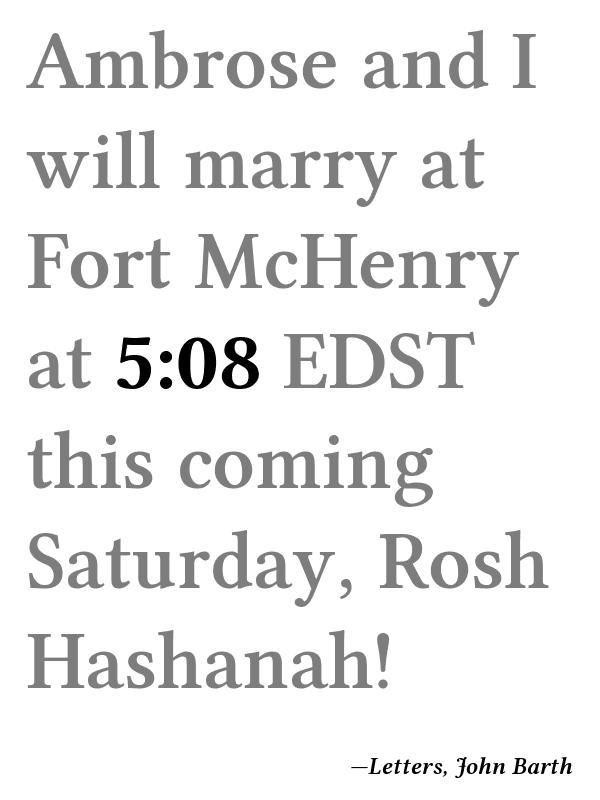 Ambrose and I
will marry at
Fort McHenry
at 5:08 EDST
this coming
Saturday, Rosh
Hashanah!
—Letters, John Barth